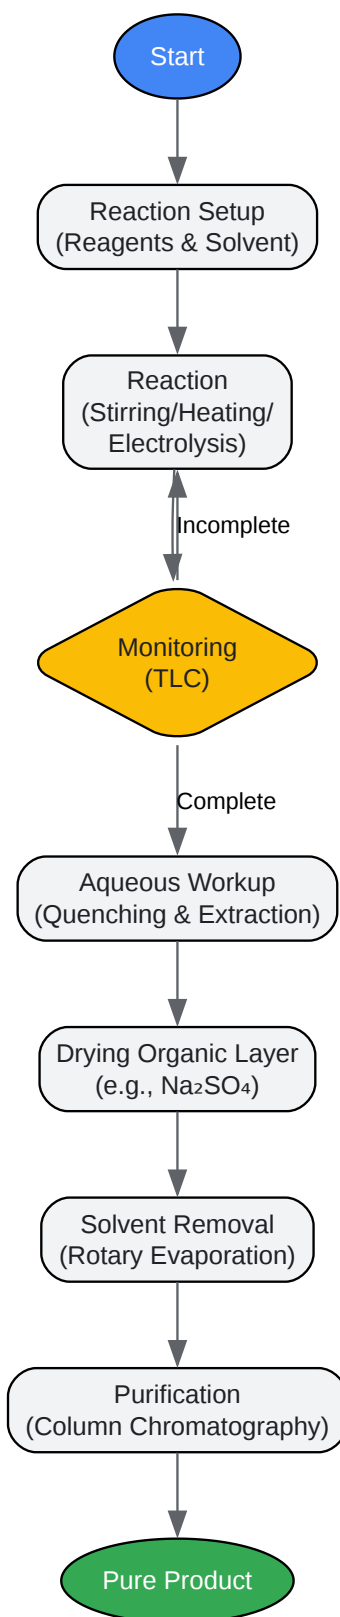 Start
Reaction Setup
(Reagents & Solvent)
Reaction
(Stirring/Heating/
Electrolysis)
Incomplete
Monitoring
(TLC)
Complete
Aqueous Workup
(Quenching & Extraction)
Drying Organic Layer
(e.g., Na₂SO₄)
Solvent Removal
(Rotary Evaporation)
Purification
(Column Chromatography)
Pure Product